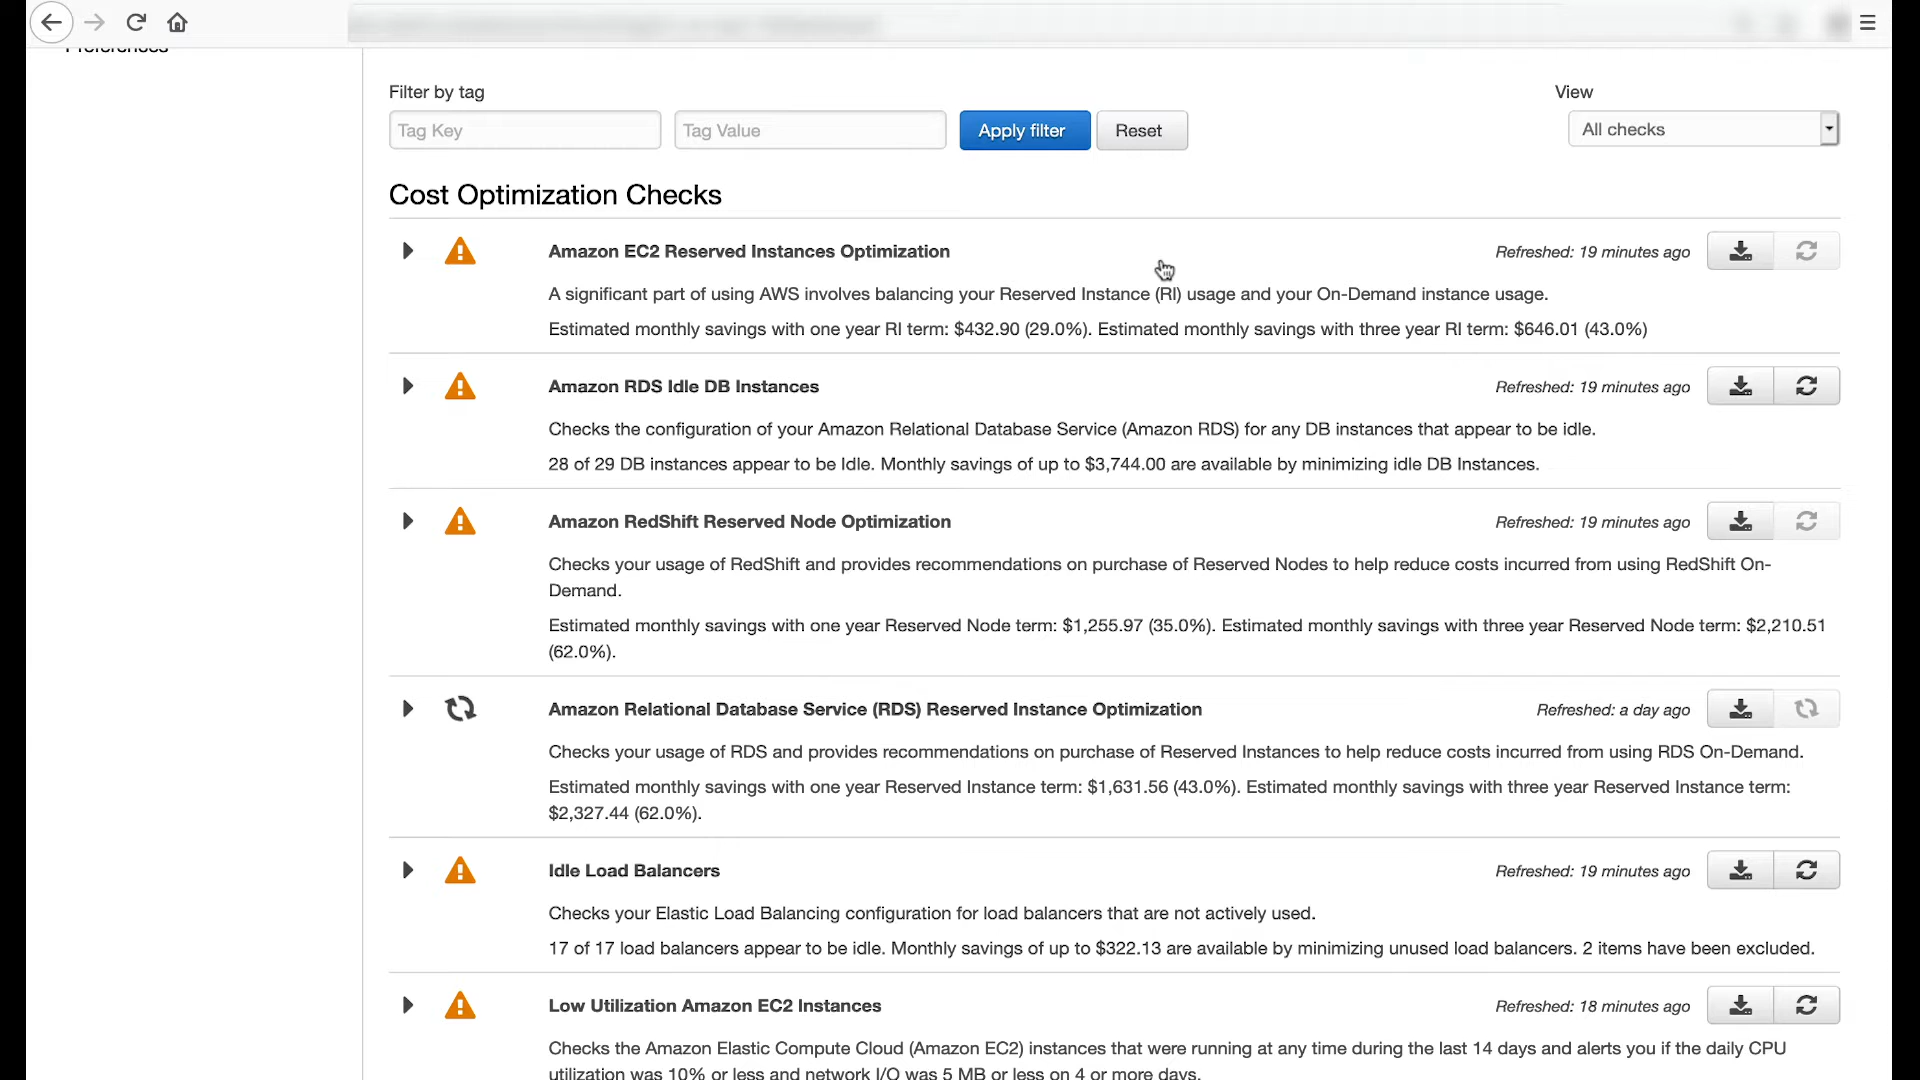 Preferences
Filter by tag
View
Tag Key
Tag Value
Apply filter
Reset
All checks
Cost Optimization Checks
Amazon EC2 Reserved Instances Optimization
Refreshed: 19 minutes ago
A significant part of using AWS involves balancing your Reserved Instance (RI) usage and your On-Demand instance usage.
Estimated monthly savings with one year RI term: $432.90 (29.0%). Estimated monthly savings with three year RI term: $646.01 (43.0%)
Amazon RDS Idle DB Instances
Refreshed: 19 minutes ago
Checks the configuration of your Amazon Relational Database Service (Amazon RDS) for any DB instances that appear to be idle.
28 of 29 DB instances appear to be Idle. Monthly savings of up to $3,744.00 are available by minimizing idle DB Instances.
Amazon RedShift Reserved Node Optimization
Refreshed: 19 minutes ago
Checks your usage of RedShift and provides recommendations on purchase of Reserved Nodes to help reduce costs incurred from using RedShift On-
Demand.
Estimated monthly savings with one year Reserved Node term: $1,255.97 (35.0%). Estimated monthly savings with three year Reserved Node term: $2,210.51
(62.0%).
Amazon Relational Database Service (RDS) Reserved Instance Optimization
Refreshed: a day ago
Checks your usage of RDS and provides recommendations on purchase of Reserved Instances to help reduce costs incurred from using RDS On-Demand.
Estimated monthly savings with one year Reserved Instance term: $1,631.56 (43.0%). Estimated monthly savings with three year Reserved Instance term:
$2,327.44 (62.0%).
Idle Load Balancers
Refreshed: 19 minutes ago
Checks your Elastic Load Balancing configuration for load balancers that are not actively used.
17 of 17 load balancers appear to be idle. Monthly savings of up to $322.13 are available by minimizing unused load balancers. 2 items have been excluded.
Low Utilization Amazon EC2 Instances
Refreshed: 18 minutes ago
Checks the Amazon Elastic Compute Cloud (Amazon EC2) instances that were running at any time during the last 14 days and alerts you if the daily CPU
utilization was 10% or less and network I/O was 5 MB or less on 4 or more days.